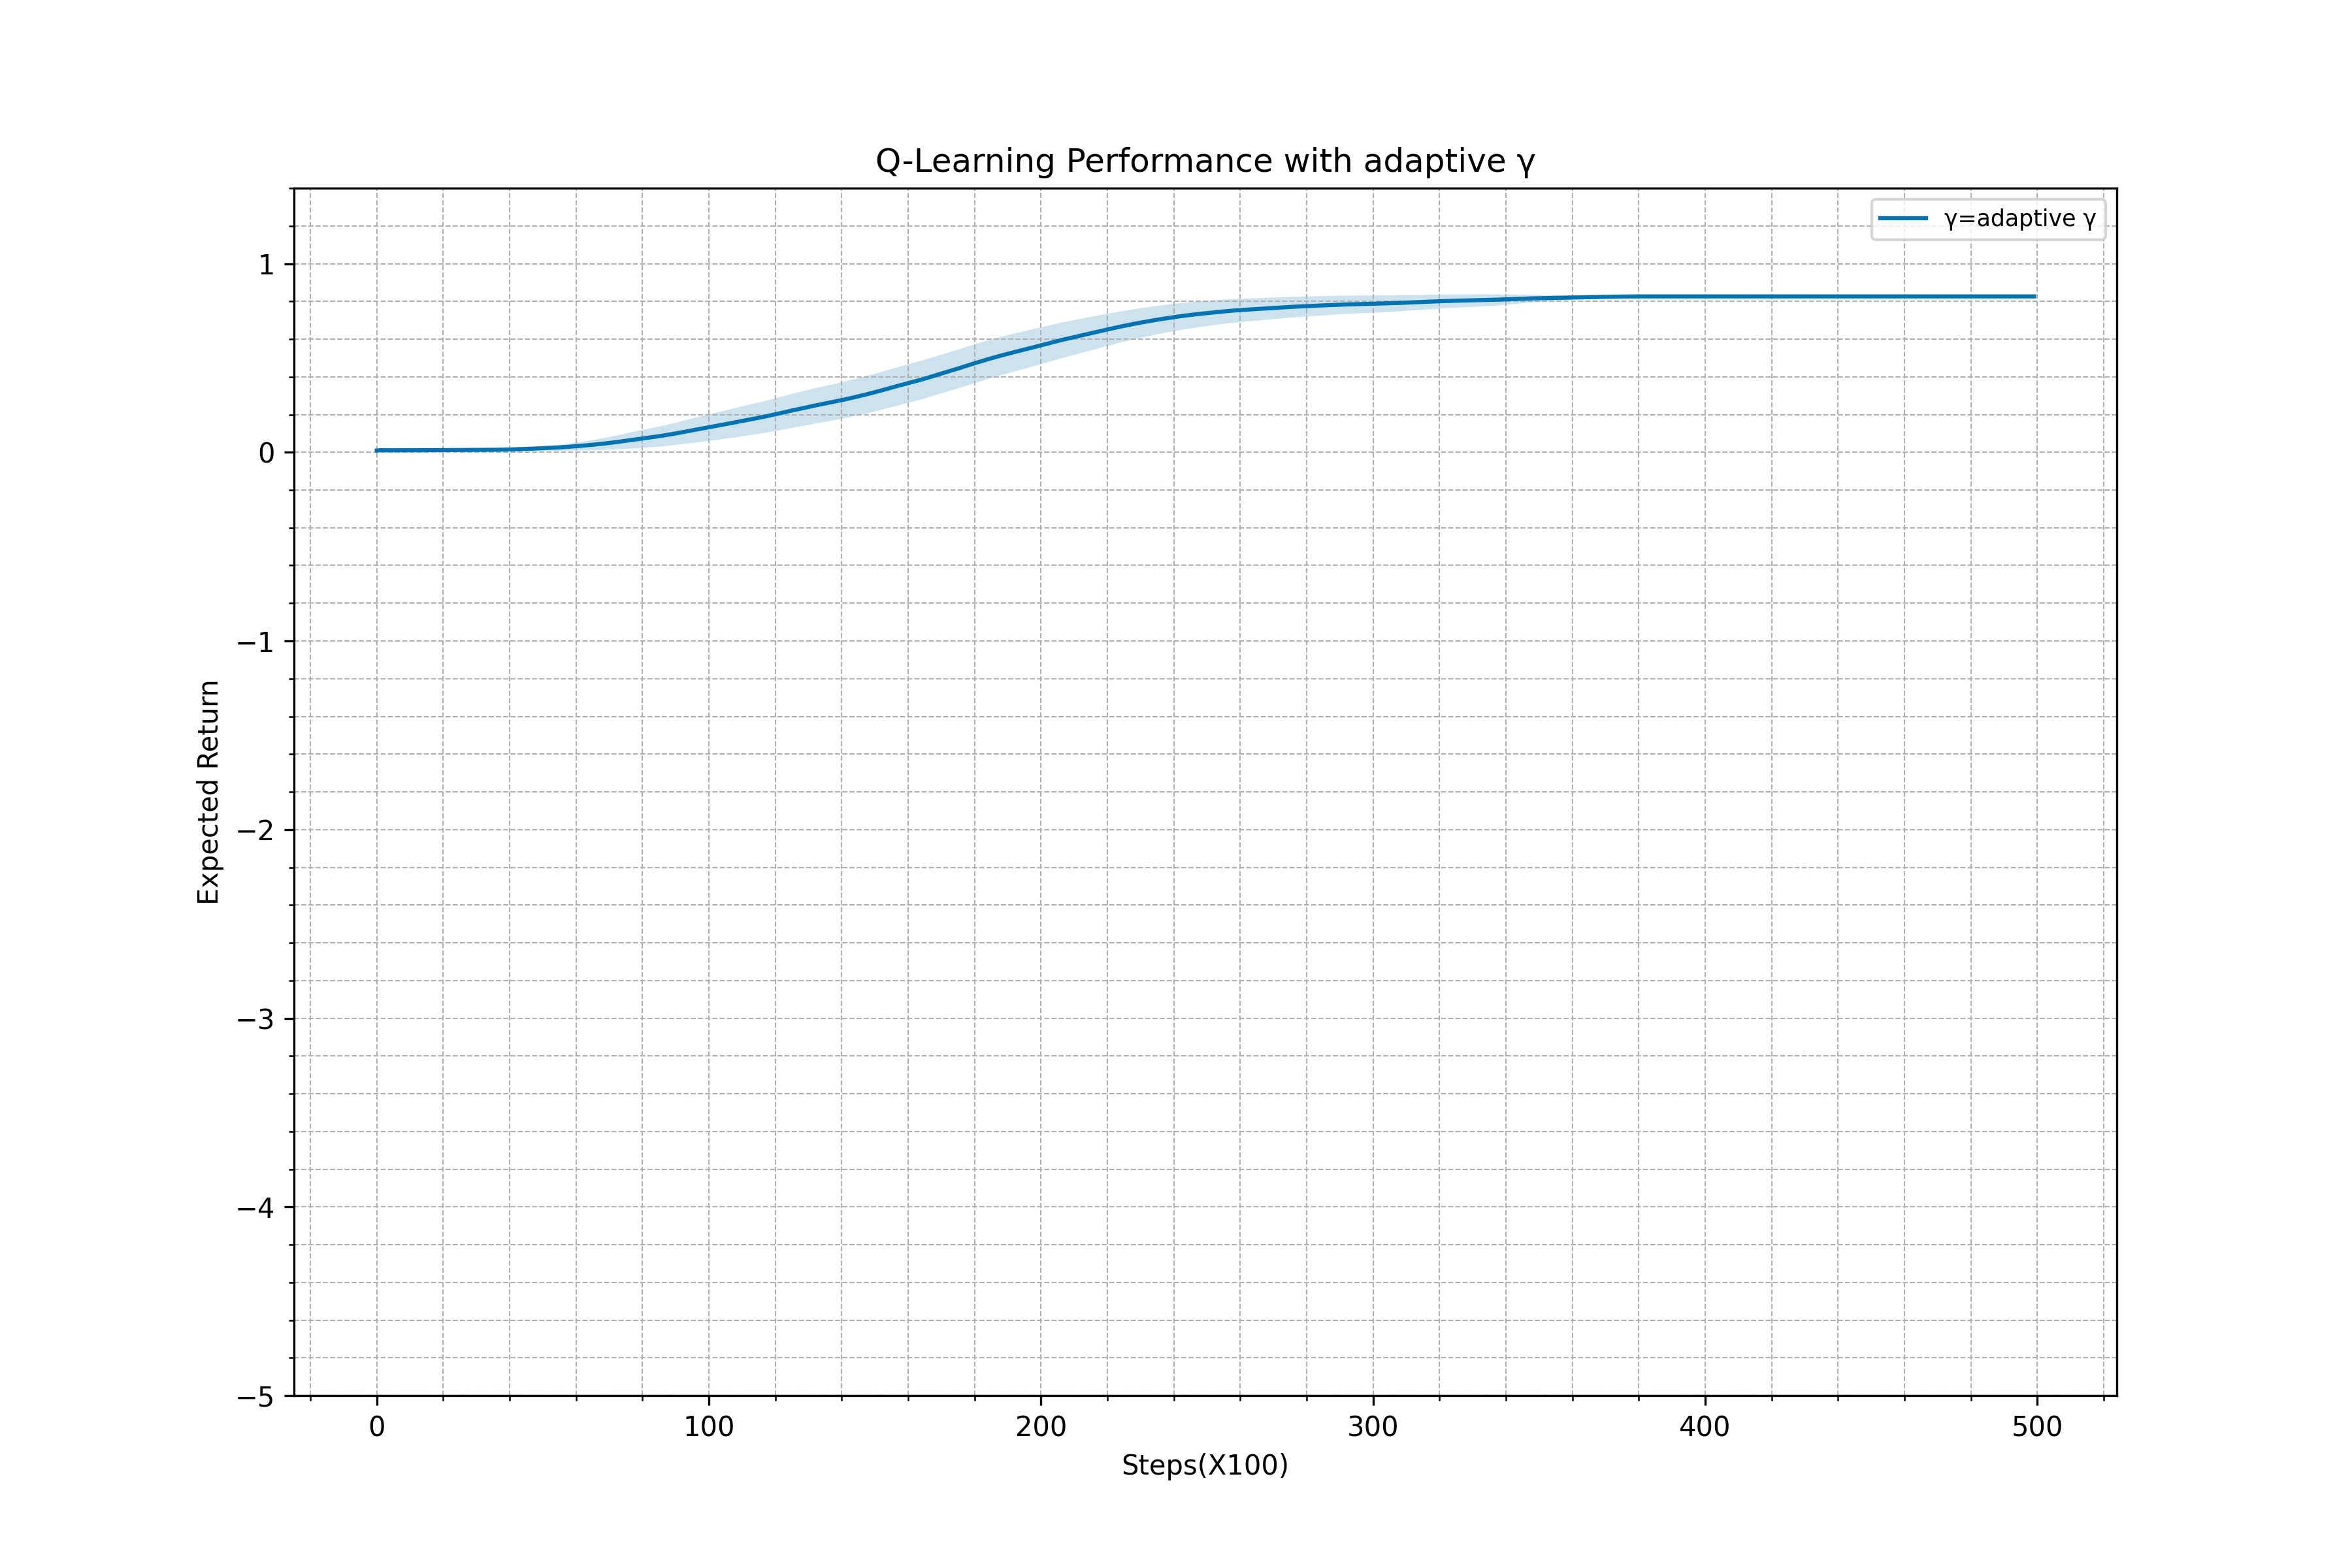 Q-Learning Performance with adaptive γ
γ=adaptive γ
1
0
−1
−2
−3
−4
−5
Expected Return
0 100 200 300 400 500
Steps(X100)